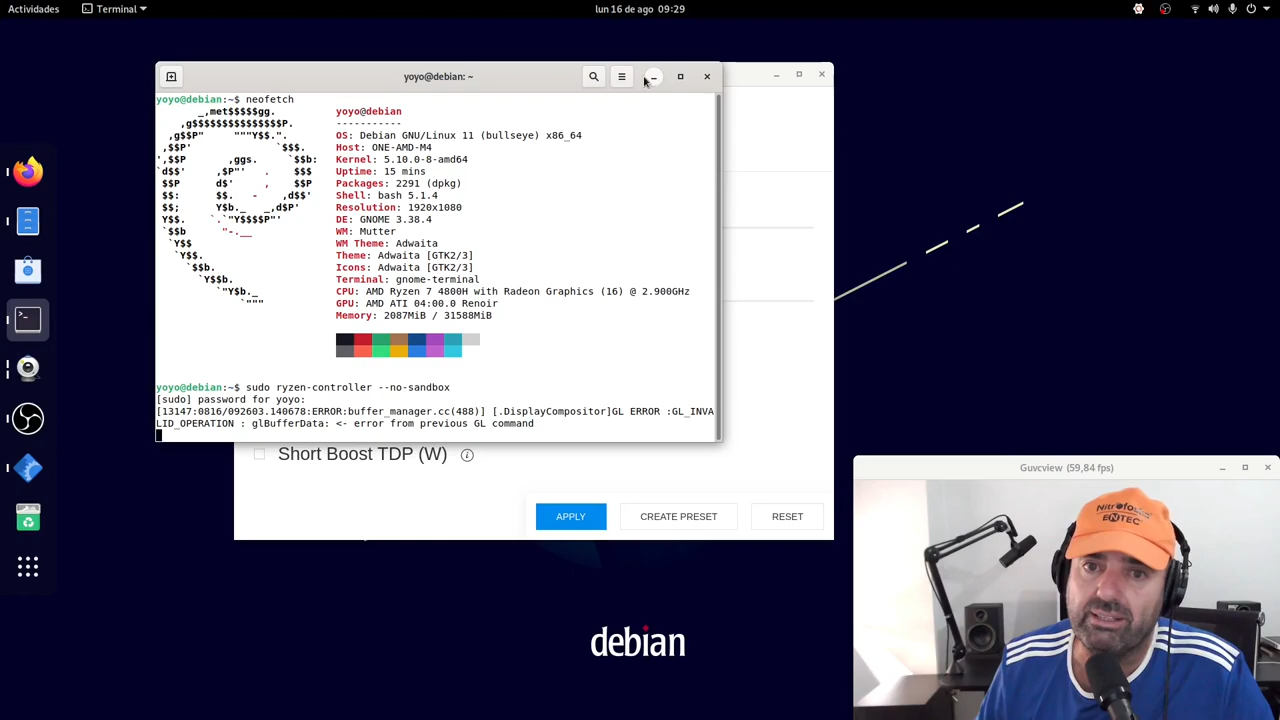 Actividades
Terminal
lun 16 de ago 09:29
yoyo@debian: ~
yoyo@debian:~$ neofetch
_,met$$$$$gg.
,g$$$$$$$$$$$$$$$P.
,g$$P" """Y$$.".
,$$P' `$$$.
',$$P ,ggs. `$$b:
`d$$' ,$P"' . $$$
$$P d$' , $$P
$$: $$. - ,d$$'
$$; Y$b._ _,d$P'
Y$$. `.`"Y$$$$P"'
`$$b "-.__
`Y$$
`Y$$.
`$$b.
`Y$$b.
`"Y$b._
`"""
yoyo@debian
-----------
OS: Debian GNU/Linux 11 (bullseye) x86_64
Host: ONE-AMD-M4
Kernel: 5.10.0-8-amd64
Uptime: 15 mins
Packages: 2291 (dpkg)
Shell: bash 5.1.4
Resolution: 1920x1080
DE: GNOME 3.38.4
WM: Mutter
WM Theme: Adwaita
Theme: Adwaita [GTK2/3]
Icons: Adwaita [GTK2/3]
Terminal: gnome-terminal
CPU: AMD Ryzen 7 4800H with Radeon Graphics (16) @ 2.900GHz
GPU: AMD ATI 04:00.0 Renoir
Memory: 2087MiB / 31588MiB
yoyo@debian:~$ sudo ryzen-controller --no-sandbox
[sudo] password for yoyo:
[13147:0816/092603.140678:ERROR:buffer_manager.cc(488)] [.DisplayCompositor]GL ERROR :GL_INVA
LID_OPERATION : glBufferData: <- error from previous GL command
Short Boost TDP (W)
APPLY
CREATE PRESET
RESET
Guvcview (59,84 fps)
Nitrofosка
ENTEC
debian